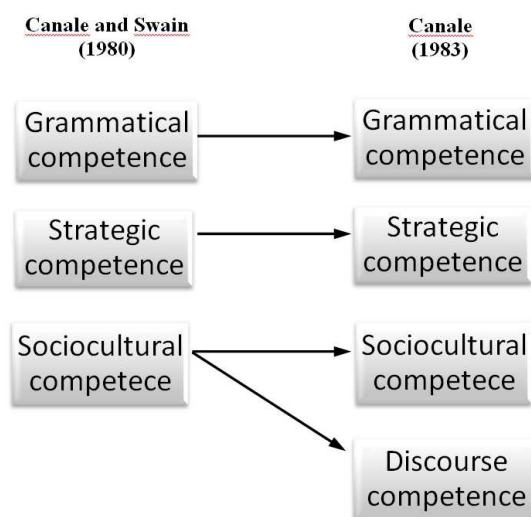 Canale and Swain
(1980)
Canale
(1983)
Grammatical
competence
Grammatical
competence
Strategic
competence
Strategic
competence
Sociocultural
competece
Sociocultural
competece
Discourse
competence